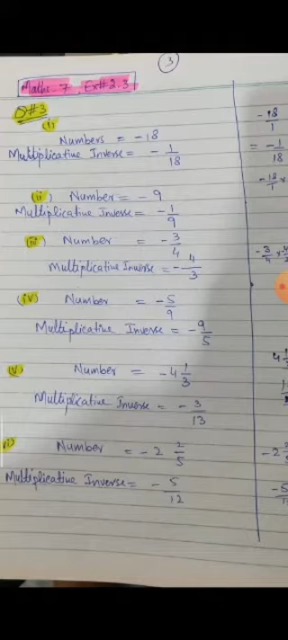 3
Maths-7 Ex#2.3
Q#3
(i)
Numbers = -18
Multiplicative Inverse = - 1/18
(ii) Number = - 9
Multiplicative Inverse = - 1/9
(iii) Number = - 3/4
Multiplicative Inverse = - 4/3
(iv) Number = - 5/9
Multiplicative Inverse = - 9/5
(v) Number = - 4 1/3
Multiplicative Inverse = - 3/13
Number = - 2 2/5
Multiplicative Inverse = - 5/12
-18/1
= -1/18